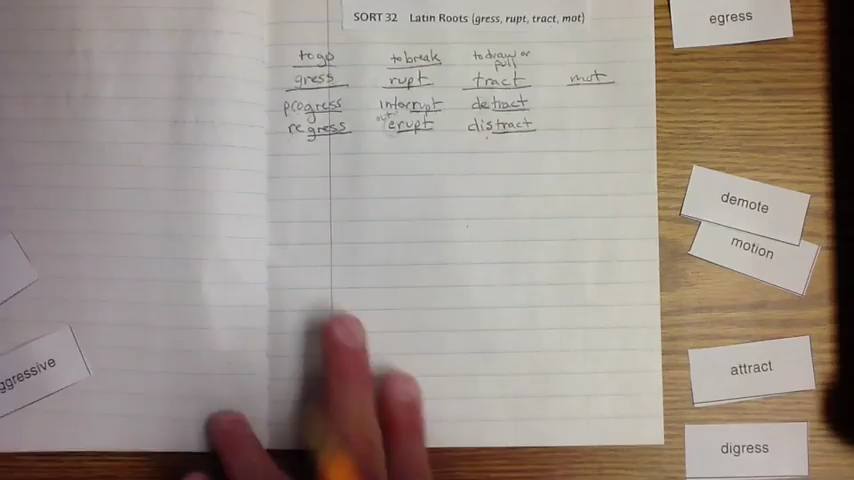 SORT 32 Latin Roots (gress, rupt, tract, mot)
egress
to go to break to draw or pull
gress rupt tract mot
progress interrupt detract
regress out erupt distract
demote
motion
ggressive
attract
digress